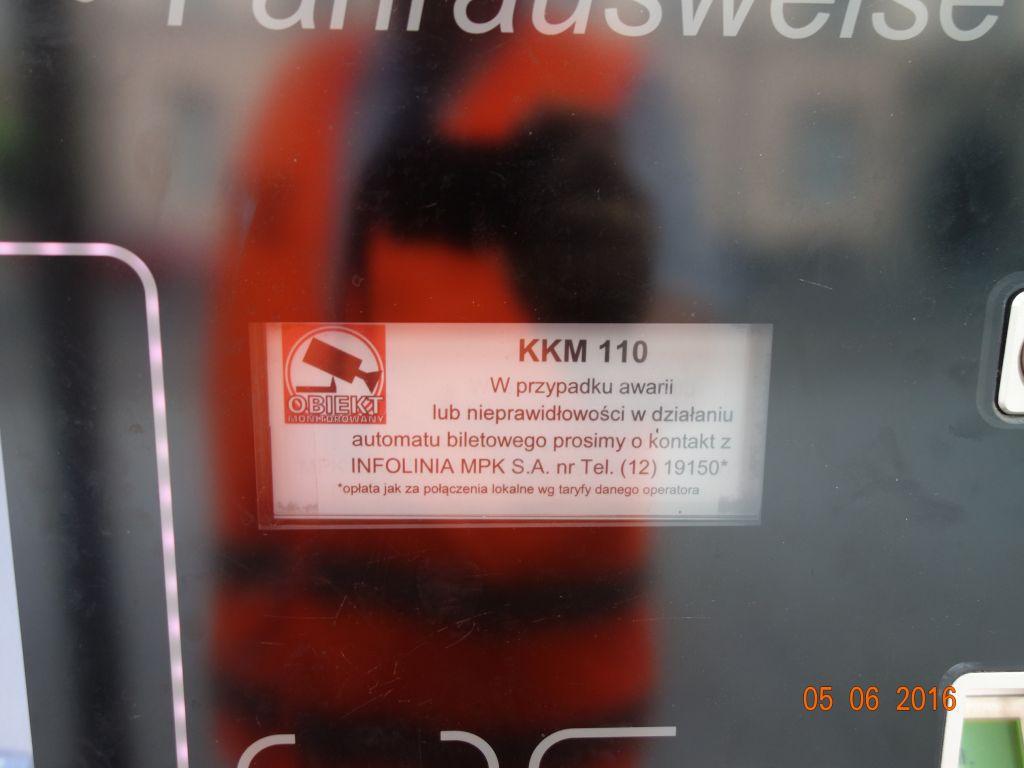 Fahrausweise
KKM 110
OBIEKT
MONITOROWANY
W przypadku awarii
lub nieprawidłowości w działaniu
automatu biletowego prosimy o kontakt z
INFOLINIA MPK S.A. nr Tel. (12) 19150*
*opłata jak za połączenia lokalne wg taryfy danego operatora
05 06 2016